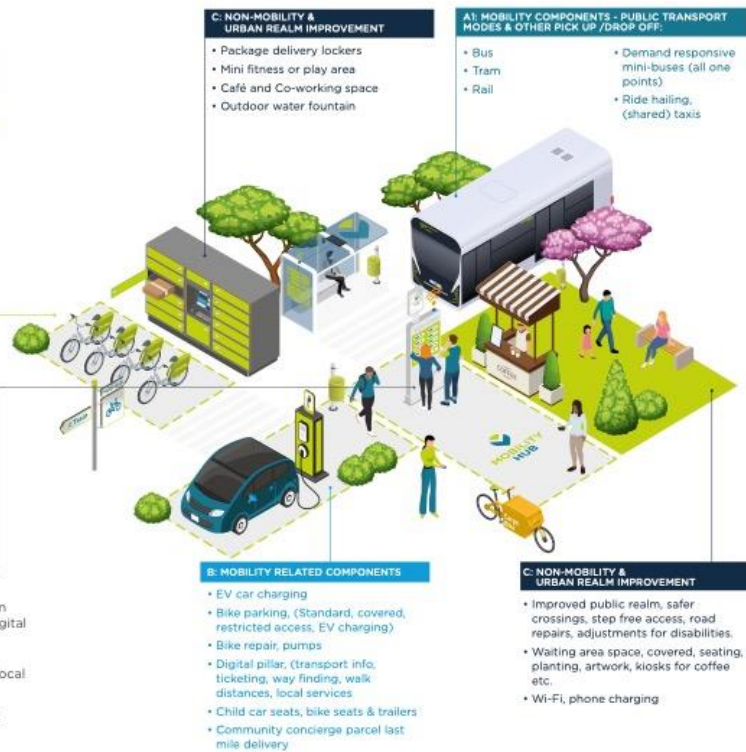 C: NON-MOBILITY &
URBAN REALM IMPROVEMENT
• Package delivery lockers
• Mini fitness or play area
• Café and Co-working space
• Outdoor water fountain
A1: MOBILITY COMPONENTS - PUBLIC TRANSPORT
MODES & OTHER PICK UP /DROP OFF:
• Bus
• Tram
• Rail
• Demand responsive
mini-buses (all one
points)
• Ride hailing,
(shared) taxis
COFFEE
MOBILITY
HUB
B: MOBILITY RELATED COMPONENTS
• EV car charging
• Bike parking, (Standard, covered,
restricted access, EV charging)
• Bike repair, pumps
• Digital pillar, (transport info,
ticketing, way finding, walk
distances, local services
• Child car seats, bike seats & trailers
• Community concierge parcel last
mile delivery
C: NON-MOBILITY &
URBAN REALM IMPROVEMENT
• Improved public realm, safer
crossings, step free access, road
repairs, adjustments for disabilities.
• Waiting area space, covered, seating,
planting, artwork, kiosks for coffee
etc.
• Wi-Fi, phone charging